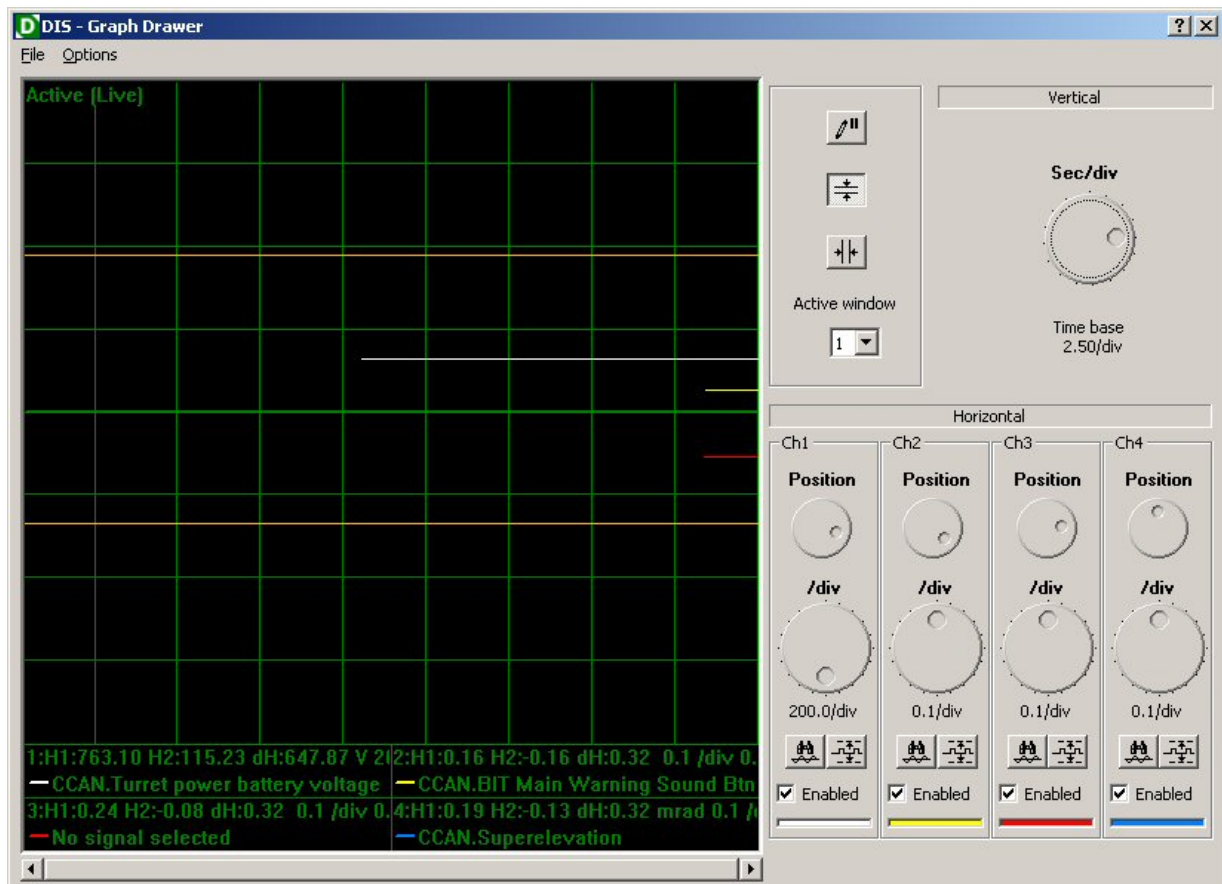 DIS - Graph Drawer
File Options
Active (Live)
Active window
1
Vertical
Sec/div
Time base
2.50/div
Horizontal
Ch1 Ch2 Ch3 Ch4
Position Position Position Position
/div /div /div /div
200.0/div 0.1/div 0.1/div 0.1/div
Enabled Enabled Enabled Enabled
1:H1:763.10 H2:115.23 dH:647.87 V 2
CCAN.Turret power battery voltage
2:H1:0.16 H2:-0.16 dH:0.32 0.1 /div 0.
CCAN.BIT Main Warning Sound Btn
3:H1:0.24 H2:-0.08 dH:0.32 0.1 /div 0.
No signal selected
4:H1:0.19 H2:-0.13 dH:0.32 mrad 0.1 /
CCAN.Superelevation